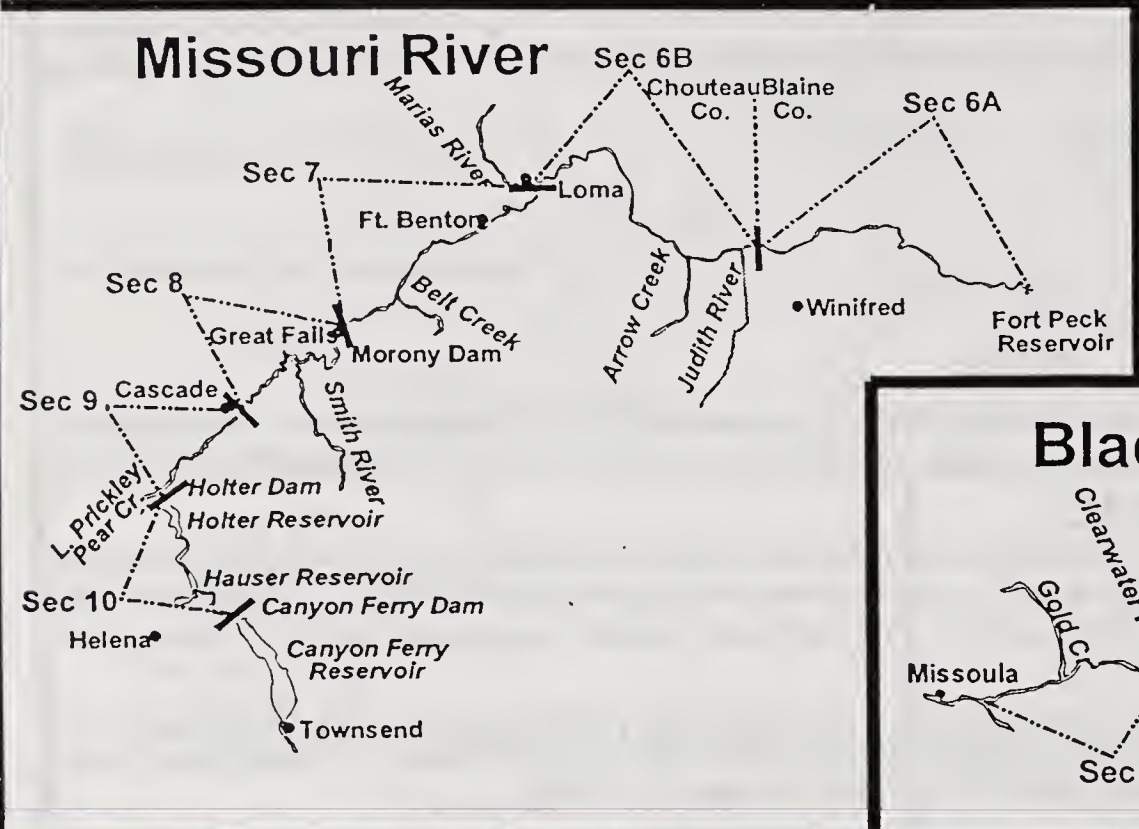 Missouri River
Sec 6B
Chouteau
Co.
Blaine
Co.
Sec 6A
Marias River
Sec 7
Loma
Ft. Benton
Sec 8
Belt Creek
Arrow Creek
Judith River
Winifred
Fort Peck
Reservoir
Great Falls
Morony Dam
Cascade
Sec 9
Smith River
L. Prickley
Pear Cr.
Holter Dam
Holter Reservoir
Hauser Reservoir
Sec 10
Canyon Ferry Dam
Helena
Canyon Ferry
Reservoir
Townsend
Clearwater
Gold Cr
Missoula
Sec